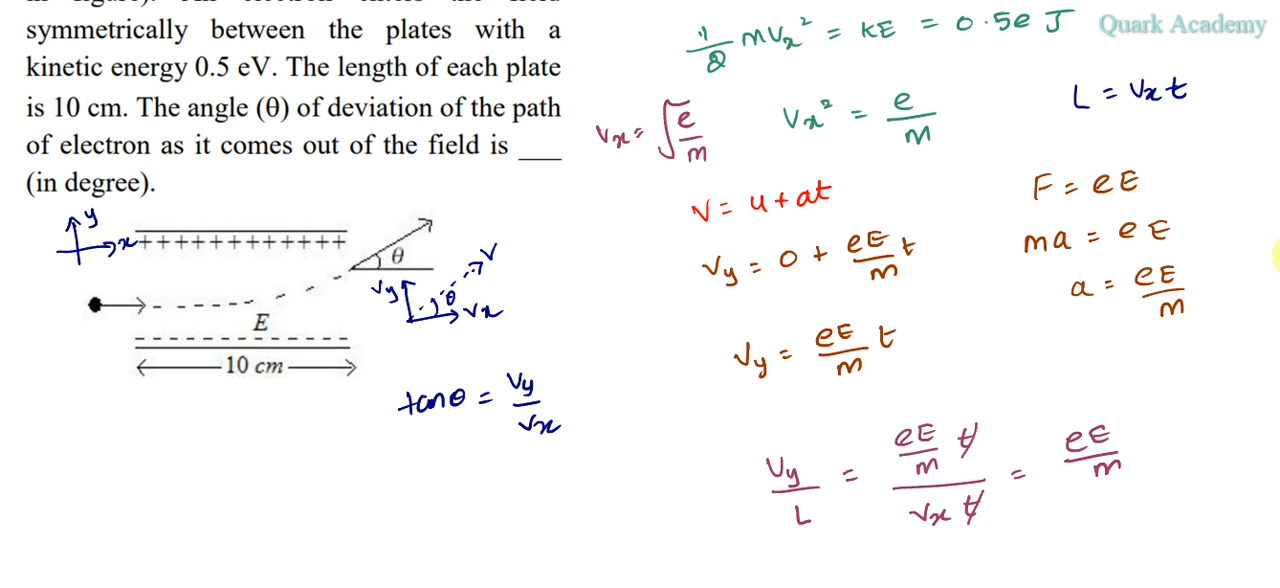 symmetrically between the plates with a
kinetic energy 0.5 eV. The length of each plate
is 10 cm. The angle (θ) of deviation of the path
of electron as it comes out of the field is ___
(in degree).
y
x
+ + + + + + + + + + + +
θ
E
10 cm
Vy
θ
V
Vx
tanθ = Vy/Vx
Quark Academy
1/2 mVx² = KE = 0.5e J
Vx = √(e/m)
Vx² = e/m
L = Vx t
V = u + at
F = eE
Vy = 0 + eE/m t
ma = eE
a = eE/m
Vy = eE/m t
Vy/L = (eE/m t)/(Vx t) = eE/m